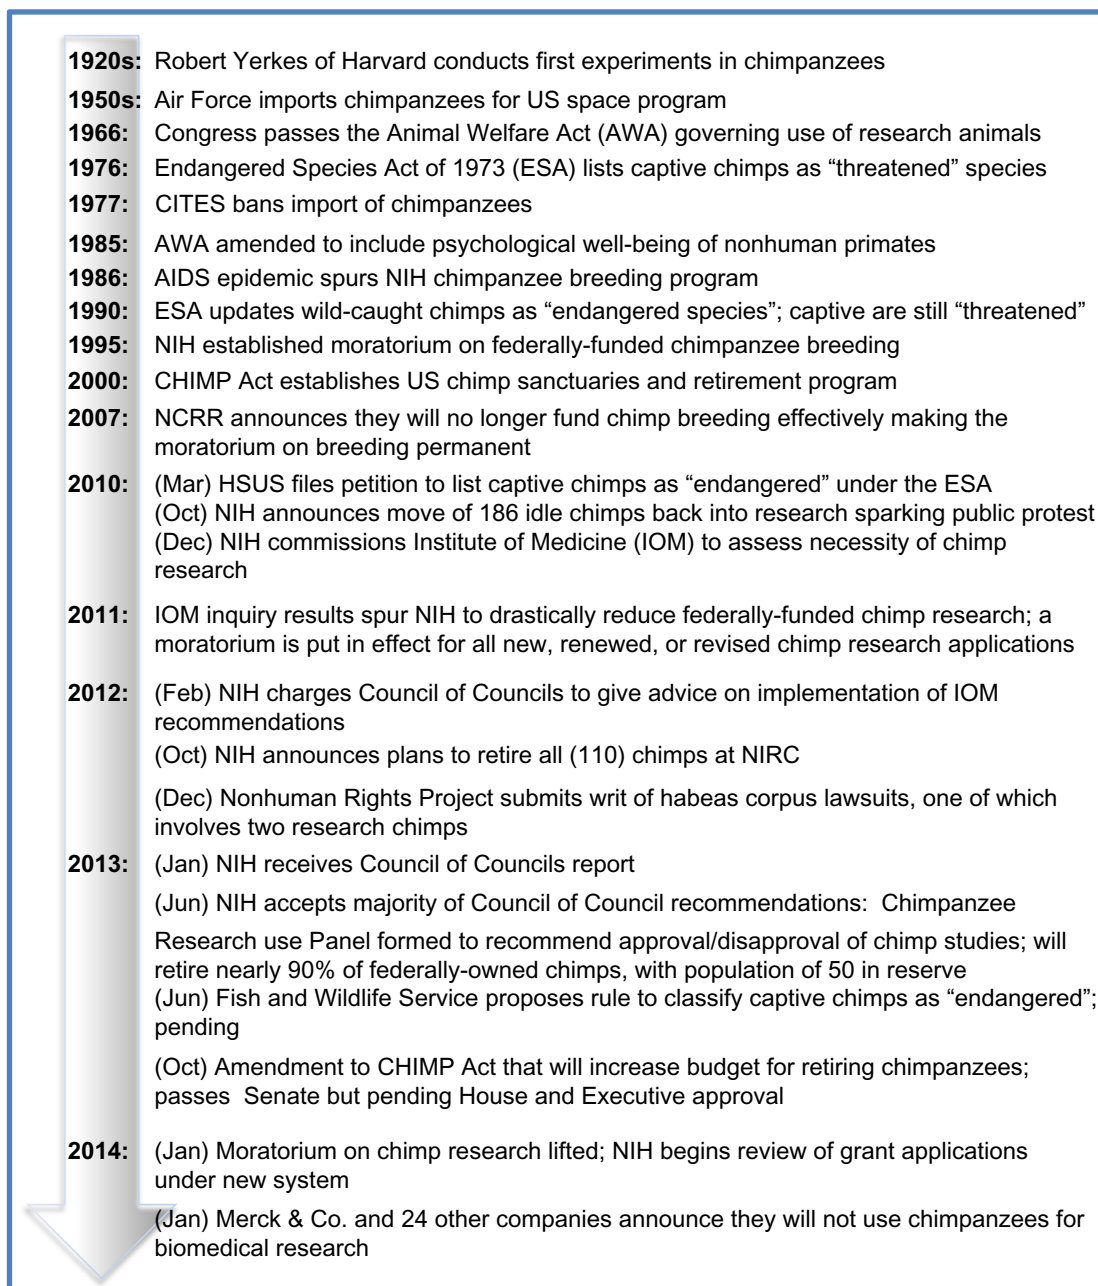 1920s: Robert Yerkes of Harvard conducts first experiments in chimpanzees
1950s: Air Force imports chimpanzees for US space program
1966: Congress passes the Animal Welfare Act (AWA) governing use of research animals
1976: Endangered Species Act of 1973 (ESA) lists captive chimps as “threatened” species
1977: CITES bans import of chimpanzees
1985: AWA amended to include psychological well-being of nonhuman primates
1986: AIDS epidemic spurs NIH chimpanzee breeding program
1990: ESA updates wild-caught chimps as “endangered species”; captive are still “threatened”
1995: NIH established moratorium on federally-funded chimpanzee breeding
2000: CHIMP Act establishes US chimp sanctuaries and retirement program
2007: NCRR announces they will no longer fund chimp breeding effectively making the
moratorium on breeding permanent
2010: (Mar) HSUS files petition to list captive chimps as “endangered” under the ESA
(Oct) NIH announces move of 186 idle chimps back into research sparking public protest
(Dec) NIH commissions Institute of Medicine (IOM) to assess necessity of chimp
research
2011: IOM inquiry results spur NIH to drastically reduce federally-funded chimp research; a
moratorium is put in effect for all new, renewed, or revised chimp research applications
2012: (Feb) NIH charges Council of Councils to give advice on implementation of IOM
recommendations
(Oct) NIH announces plans to retire all (110) chimps at NIRC
(Dec) Nonhuman Rights Project submits writ of habeas corpus lawsuits, one of which
involves two research chimps
2013: (Jan) NIH receives Council of Councils report
(Jun) NIH accepts majority of Council of Council recommendations: Chimpanzee
Research use Panel formed to recommend approval/disapproval of chimp studies; will
retire nearly 90% of federally-owned chimps, with population of 50 in reserve
(Jun) Fish and Wildlife Service proposes rule to classify captive chimps as “endangered”;
pending
(Oct) Amendment to CHIMP Act that will increase budget for retiring chimpanzees;
passes Senate but pending House and Executive approval
2014: (Jan) Moratorium on chimp research lifted; NIH begins review of grant applications
under new system
(Jan) Merck & Co. and 24 other companies announce they will not use chimpanzees for
biomedical research